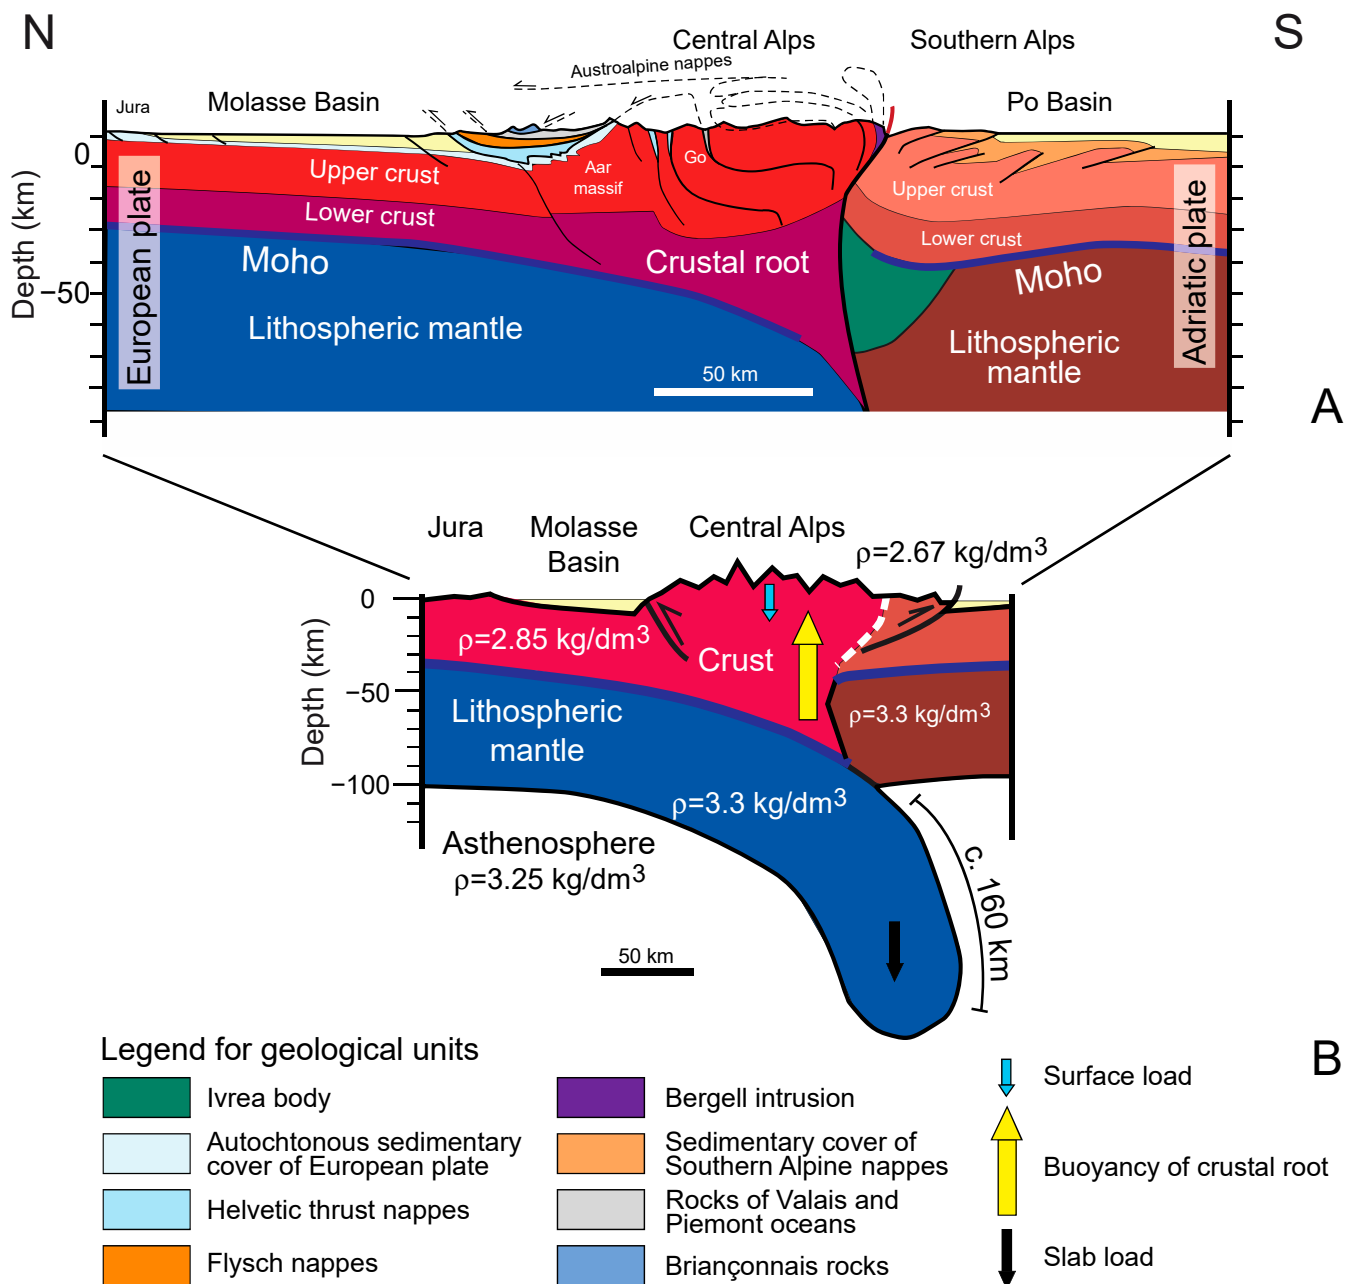 N
S
Central Alps
Southern Alps
Austroalpine nappes
Jura
Molasse Basin
Po Basin
0
−50
Depth (km)
European plate
Adriatic plate
Upper crust
Lower crust
Aar
massif
Go
Upper crust
Lower crust
Moho
Crustal root
Moho
Lithospheric mantle
Lithospheric
mantle
50 km
A
Jura
Molasse
Basin
Central Alps
ρ=2.67 kg/dm3
0
−50
−100
Depth (km)
ρ=2.85 kg/dm3
Crust
Lithospheric
mantle
ρ=3.3 kg/dm3
ρ=3.3 kg/dm3
Asthenosphere
ρ=3.25 kg/dm3
c. 160 km
50 km
B
Legend for geological units
Ivrea body
Autochtonous sedimentary
cover of European plate
Helvetic thrust nappes
Flysch nappes
Bergell intrusion
Sedimentary cover of
Southern Alpine nappes
Rocks of Valais and
Piemont oceans
Briançonnais rocks
Surface load
Buoyancy of crustal root
Slab load